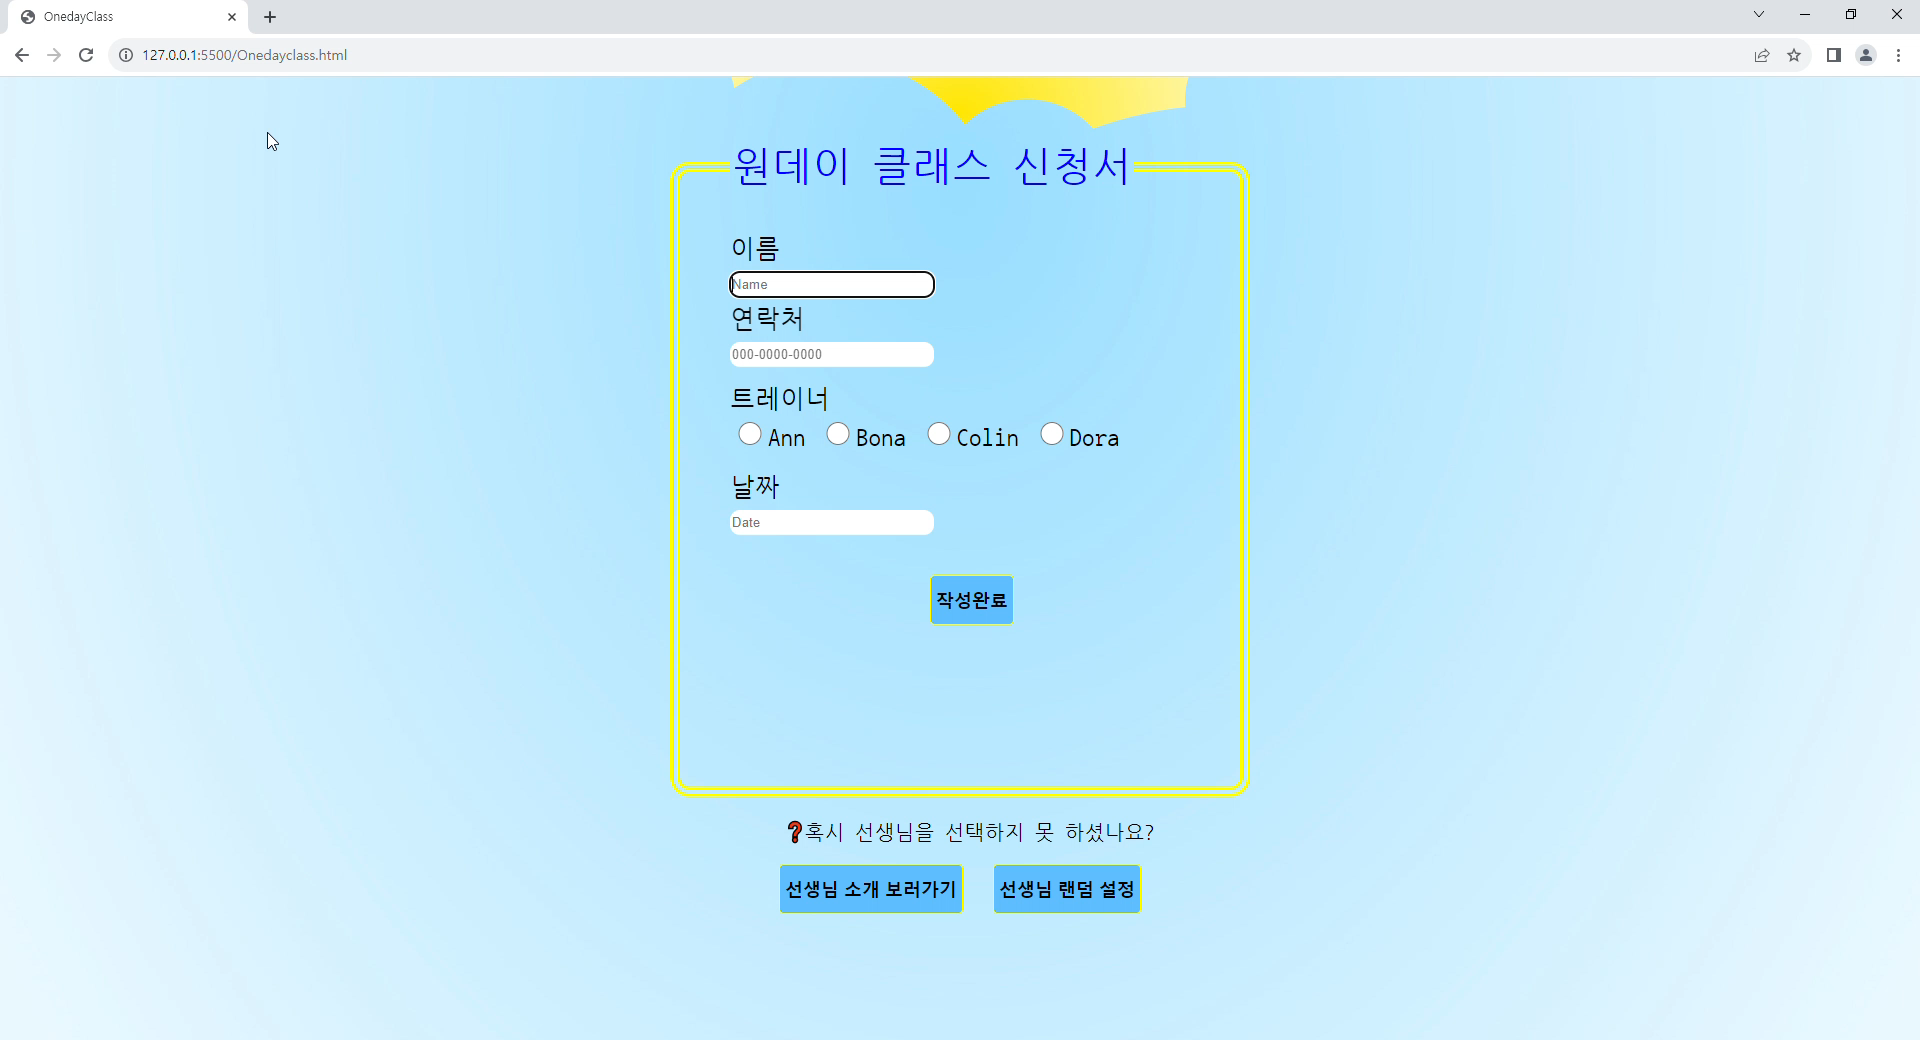 OnedayClass
127.0.0.1:5500/Onedayclass.html
원데이 클래스 신청서
이름
Name
연락처
000-0000-0000
트레이너
Ann Bona Colin Dora
날짜
Date
작성완료
❓혹시 선생님을 선택하지 못 하셨나요?
선생님 소개 보러가기 선생님 랜덤 설정